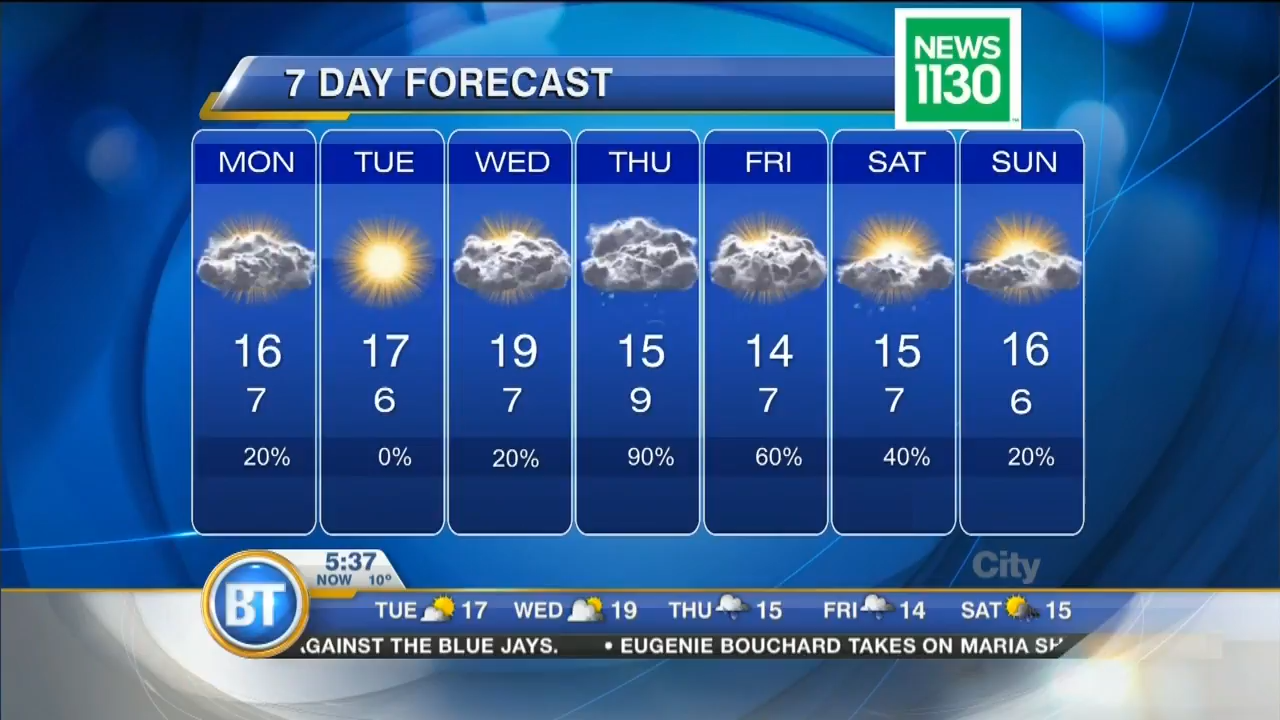 7 DAY FORECAST
NEWS
1130
MON TUE WED THU FRI SAT SUN
16 17 19 15 14 15 16
7 6 7 9 7 7 6
20% 0% 20% 90% 60% 40% 20%
City
5:37
NOW 10°
BT
TUE 17 WED 19 THU 15 FRI 14 SAT 15
GAINST THE BLUE JAYS. • EUGENIE BOUCHARD TAKES ON MARIA SH